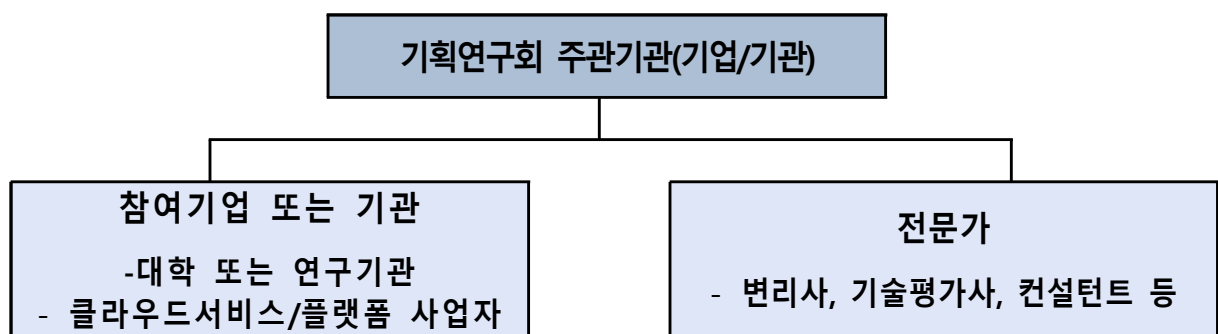 기획연구회 주관기관(기업/기관)
참여기업 또는 기관
-대학 또는 연구기관
- 클라우드서비스/플랫폼 사업자
전문가
- 변리사, 기술평가사, 컨설턴트 등